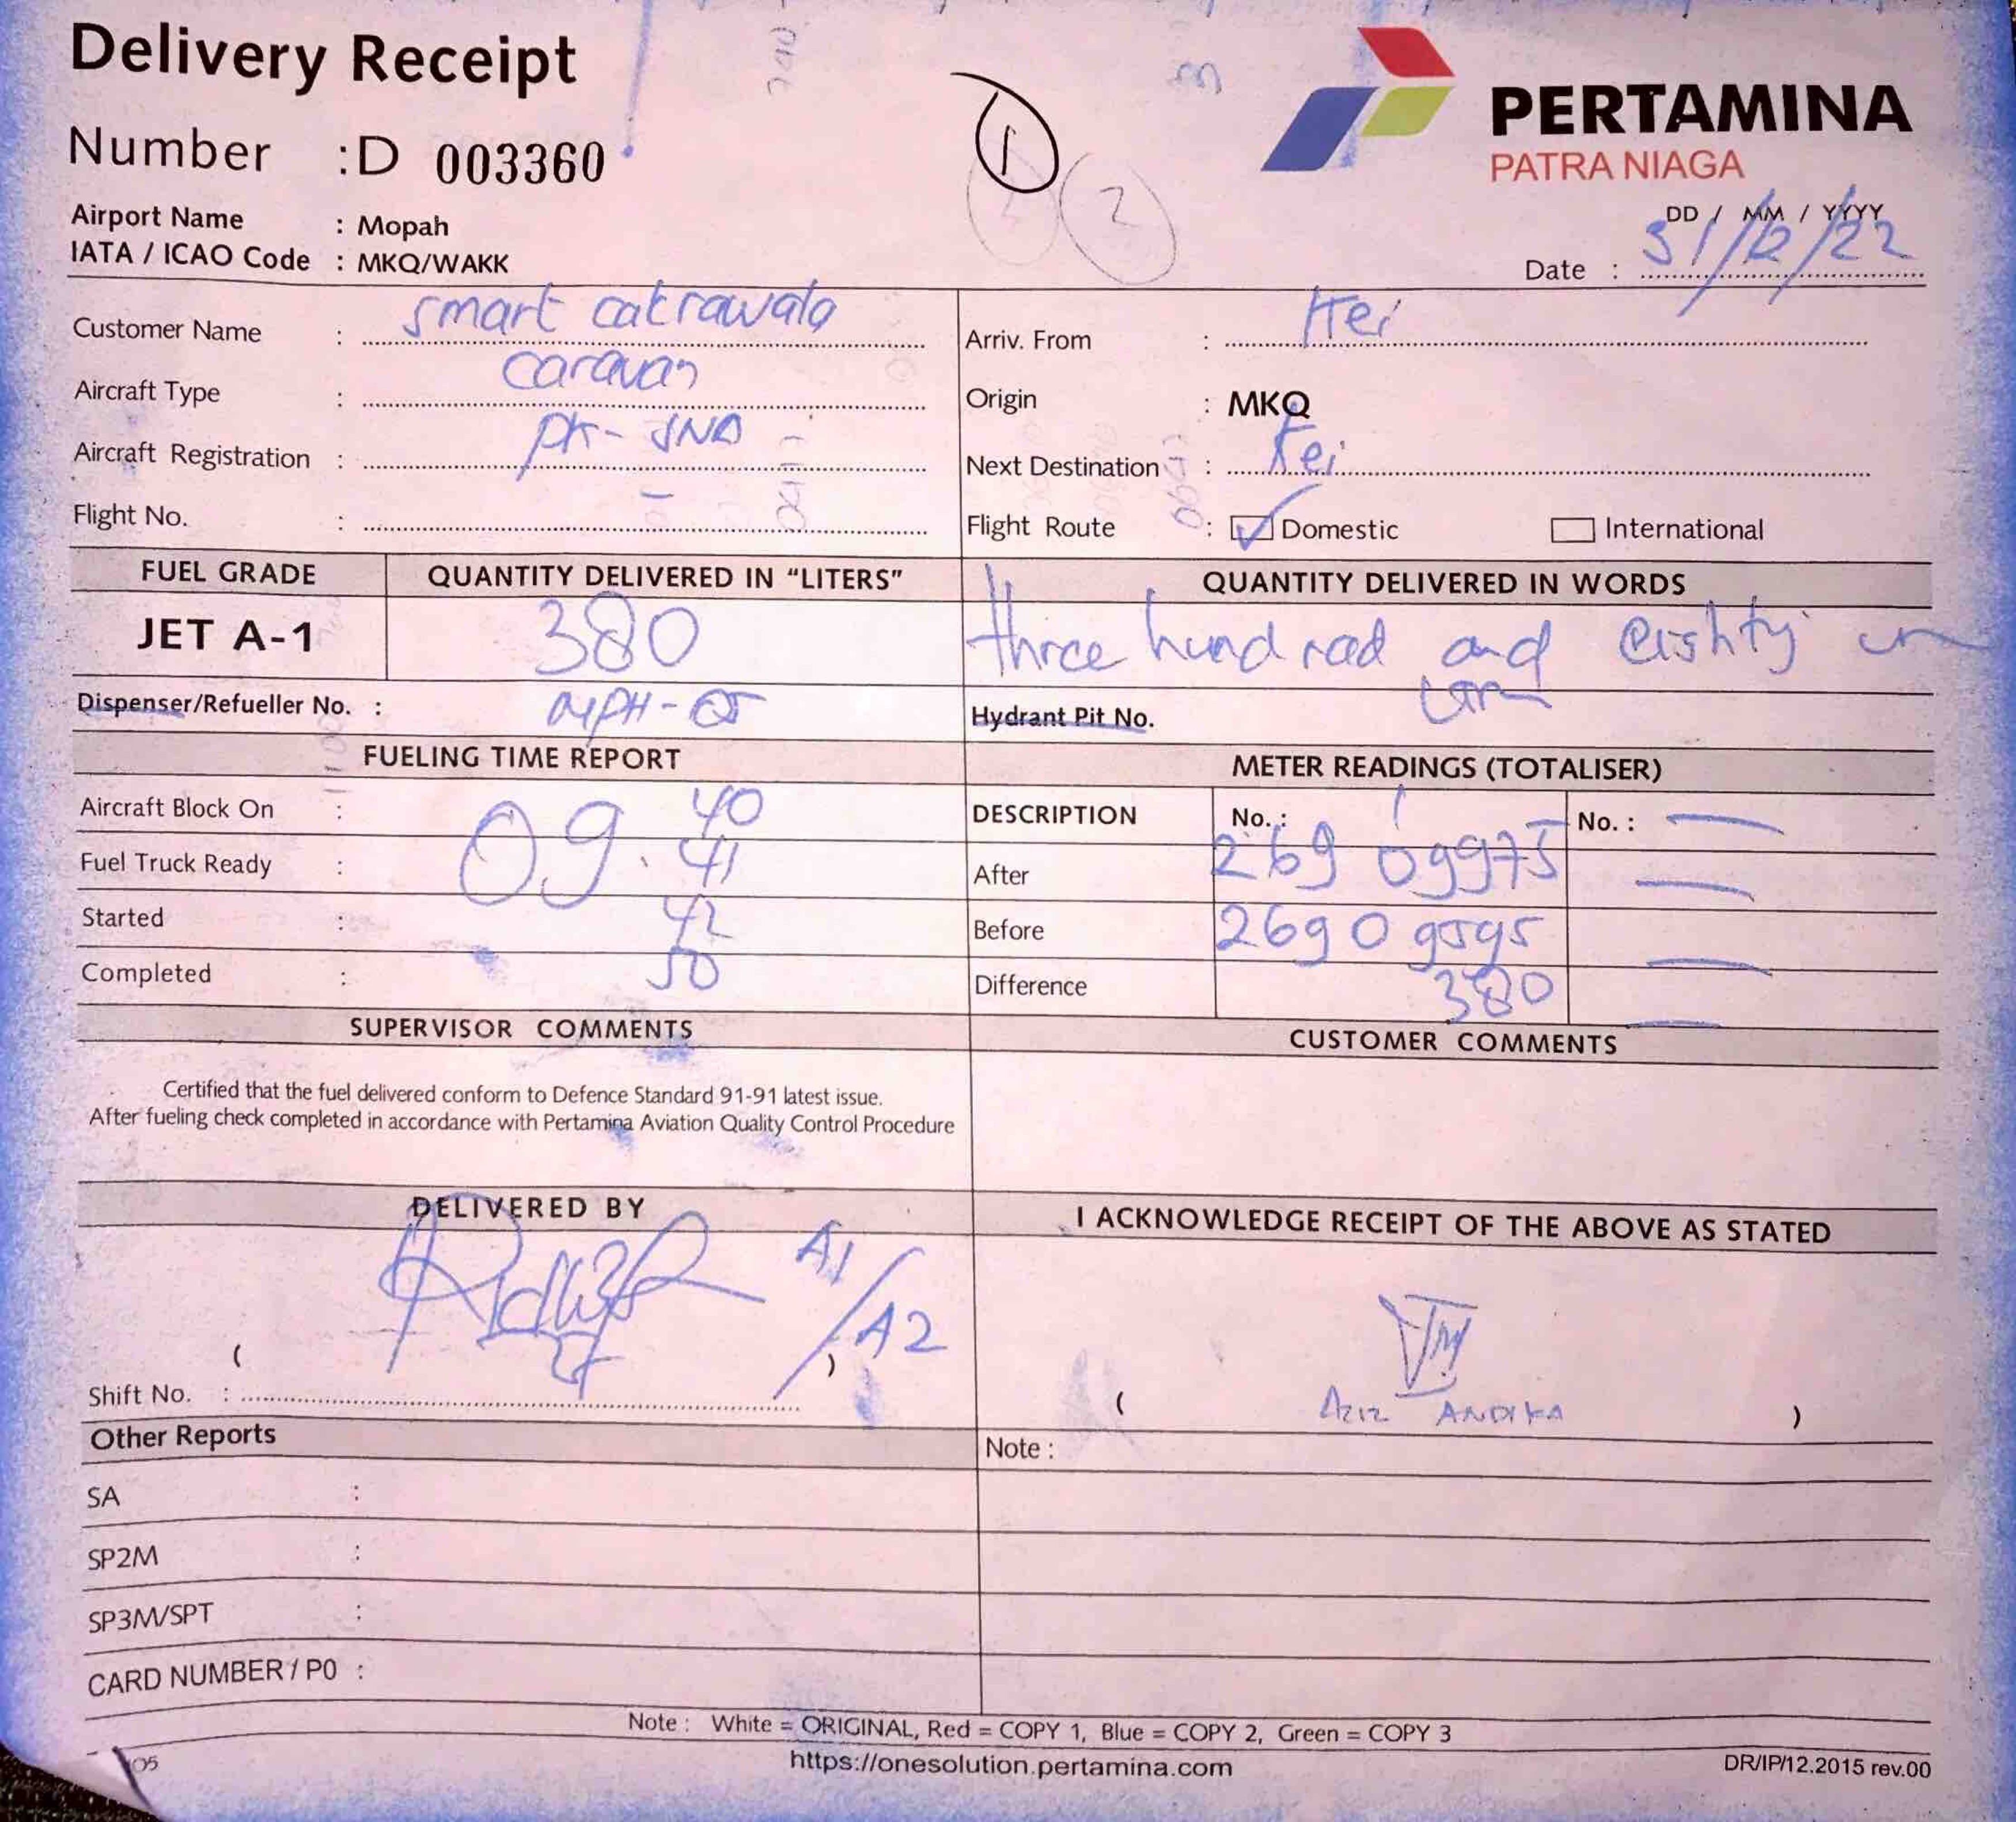 Delivery Receipt
PERTAMINA
PATRA NIAGA
Number :D 003360
1
2
Airport Name : Mopah
IATA / ICAO Code : MKQ/WAKK
DD / MM / YYYY
Date : 31/12/22
Customer Name : smart cakrawala
Arriv. From : Kei
Aircraft Type : caravan
Origin : MKQ
Aircraft Registration : PK-SNA
Next Destination : Kei
Flight No. :
Flight Route : Domestic International
FUEL GRADE QUANTITY DELIVERED IN “LITERS” QUANTITY DELIVERED IN WORDS
JET A-1 380 three hundred and eighty
Dispenser/Refueller No. : MPH-05
Hydrant Pit No.
FUELING TIME REPORT METER READINGS (TOTALISER)
Aircraft Block On : 09.40
DESCRIPTION No. : 1 No. : —
Fuel Truck Ready : 41
After 26909975 —
Started : 42
Before 26909595 —
Completed : 50
Difference 380 —
SUPERVISOR COMMENTS CUSTOMER COMMENTS
Certified that the fuel delivered conform to Defence Standard 91-91 latest issue.
After fueling check completed in accordance with Pertamina Aviation Quality Control Procedure
DELIVERED BY I ACKNOWLEDGE RECEIPT OF THE ABOVE AS STATED
A1/A2
( )
Shift No. :
( AZIZ ANDIKA )
Other Reports
Note :
SA :
SP2M :
SP3M/SPT :
CARD NUMBER / P0 :
Note : White = ORIGINAL, Red = COPY 1, Blue = COPY 2, Green = COPY 3
https://onesolution.pertamina.com
DR/IP/12.2015 rev.00